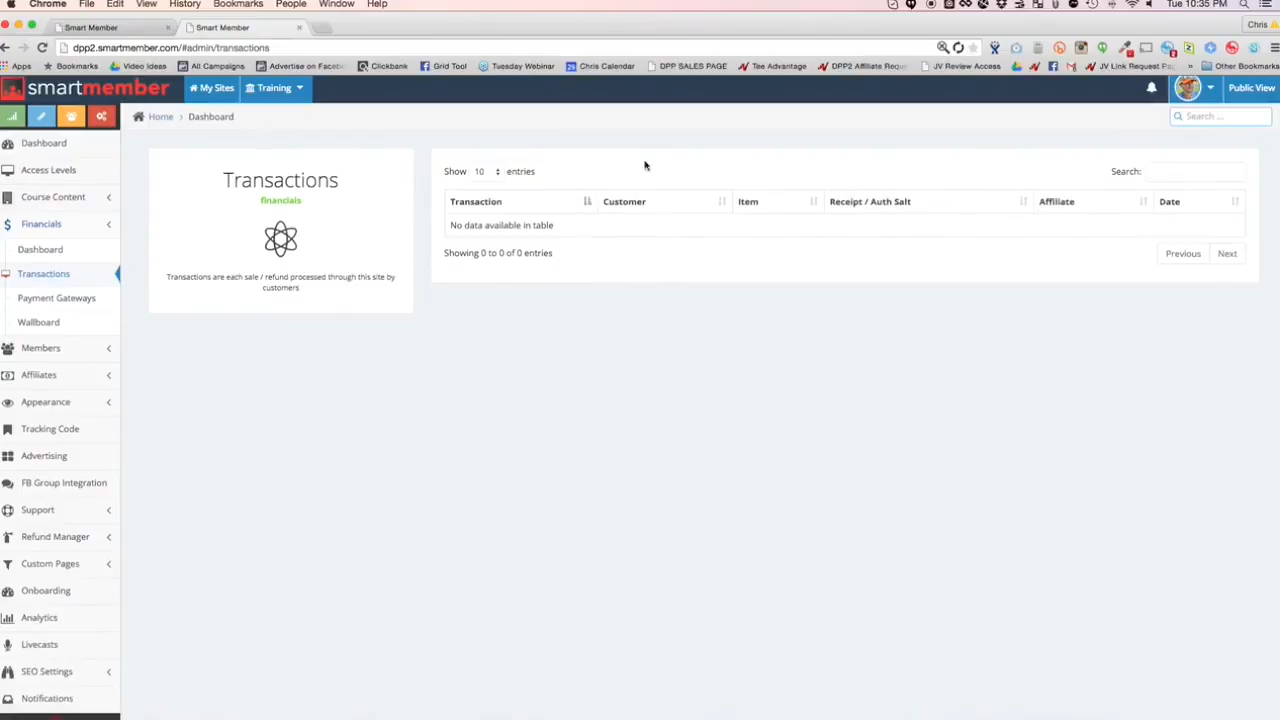 Chrome File Edit View History Bookmarks People Window Help Tue 10:35 PM
Smart Member Smart Member Chris
dpp2.smartmember.com/#admin/transactions
Apps Bookmarks Video Ideas All Campaigns Advertise on Faceb Clickbank Grid Tool Tuesday Webinar Chris Calendar DPP SALES PAGE Tee Advantage DPP2 Affiliate Requ JV Review Access JV Link Request Pa Other Bookmarks
smartmember My Sites Training Public View
Home > Dashboard Search ...
Dashboard
Access Levels
Course Content
Financials
Dashboard
Transactions
Payment Gateways
Wallboard
Members
Affiliates
Appearance
Tracking Code
Advertising
FB Group Integration
Support
Refund Manager
Custom Pages
Onboarding
Analytics
Livecasts
SEO Settings
Notifications
Transactions
financials
Transactions are each sale / refund processed through this site by
customers
Show 10 entries Search:
Transaction Customer Item Receipt / Auth Salt Affiliate Date
No data available in table
Showing 0 to 0 of 0 entries Previous Next